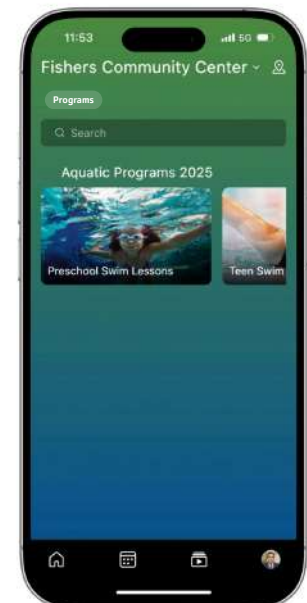 11:53
5G
Fishers Community Center
Programs
Search
Aquatic Programs 2025
Preschool Swim Lessons
Teen Swim